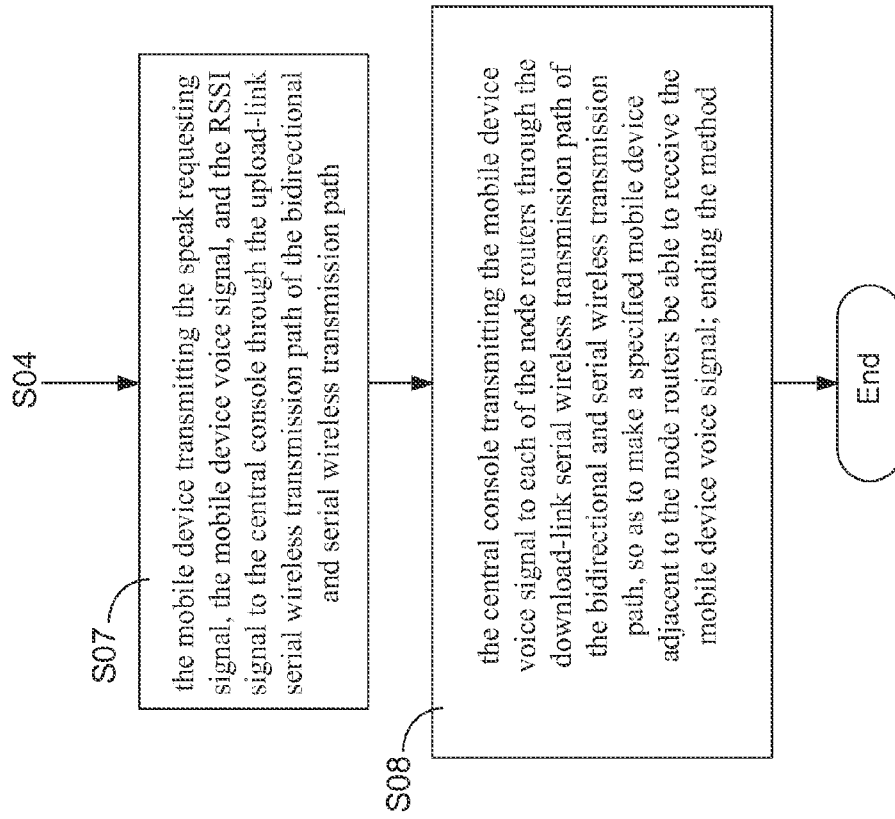 S04
S07
the mobile device transmitting the speak requesting
signal, the mobile device voice signal, and the RSSI
signal to the central console through the upload-link
serial wireless transmission path of the bidirectional
and serial wireless transmission path
S08
the central console transmitting the mobile device
voice signal to each of the node routers through the
download-link serial wireless transmission path of
the bidirectional and serial wireless transmission
path, so as to make a specified mobile device
adjacent to the node routers be able to receive the
mobile device voice signal; ending the method
End